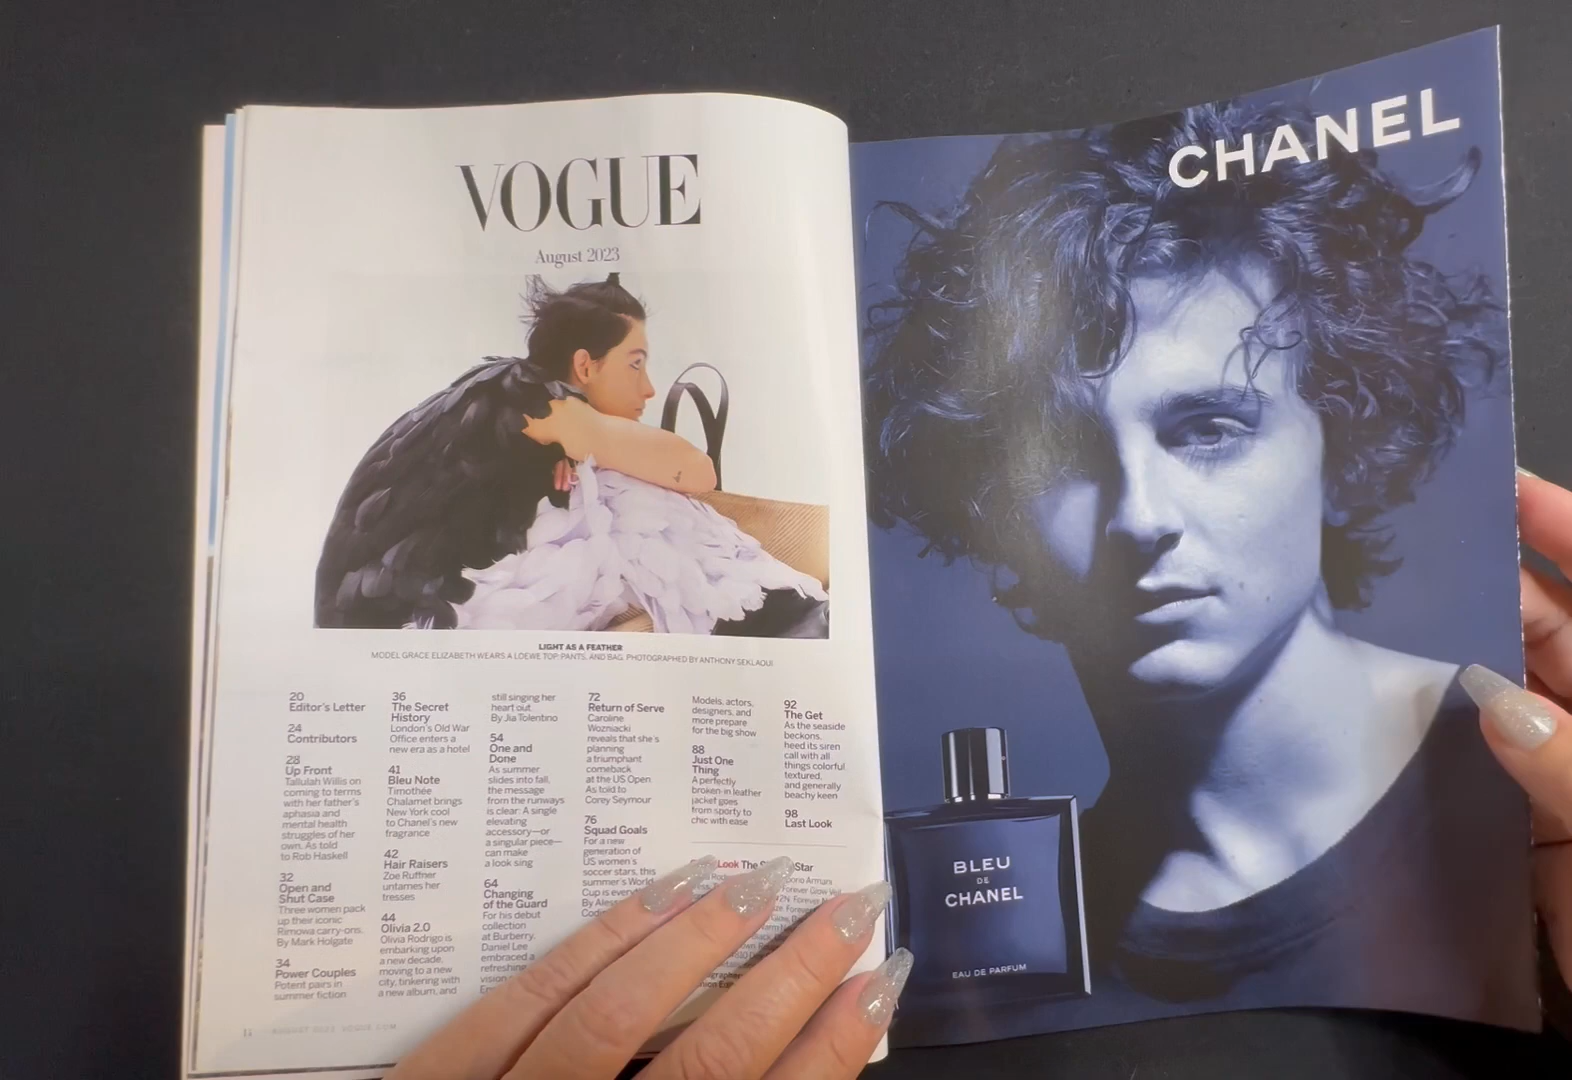 VOGUE
August 2023
LIGHT AS A FEATHER
MODEL GRACE ELIZABETH WEARS A LOEWE TOP, PANTS, AND BAG. PHOTOGRAPHED BY ANTHONY SEKLAOUI.
20
Editor's Letter
24
Contributors
28
Up Front
Tallulah Willis on
coming to terms
with her father's
aphasia and
mental health
struggles of her
own. As told
to Rob Haskell
32
Open and
Shut Case
Three women pack
up their iconic
Rimowa carry-ons.
By Mark Holgate
34
Power Couples
Potent pairs in
summer fiction
36
The Secret
History
London's Old War
Office enters a
new era as a hotel
41
Bleu Note
Timothée
Chalamet brings
New York cool
to Chanel's new
fragrance
42
Hair Raisers
Zoe Ruffner
untames her
tresses
44
Olivia 2.0
Olivia Rodrigo is
embarking upon
a new decade,
moving to a new
city, tinkering with
a new album, and
still singing her
heart out.
By Jia Tolentino
54
One and
Done
As summer
slides into fall,
the message
from the runways
is clear: A single
elevating
accessory—or
a singular piece—
can make
a look sing
64
Changing
of the Guard
For his debut
collection
at Burberry,
Daniel Lee
embraced a
refreshing
vision
72
Return of Serve
Caroline
Wozniacki
reveals that she's
planning
a triumphant
comeback
at the US Open.
As told to
Corey Seymour
76
Squad Goals
For a new
generation of
US women's
soccer stars, this
summer's World
Cup is
By
Models, actors,
designers, and
more prepare
for the big show
88
Just One
Thing
A perfectly
broken-in leather
jacket goes
from sporty to
chic with ease
92
The Get
As the seaside
beckons,
heed its siren
call with all
things colorful,
textured,
and generally
beachy keen
98
Last Look
Look The Star
Armani
Forever Glow
Forever
AUGUST 2023 VOGUE.COM
CHANEL
BLEU
DE
CHANEL
EAU DE PARFUM